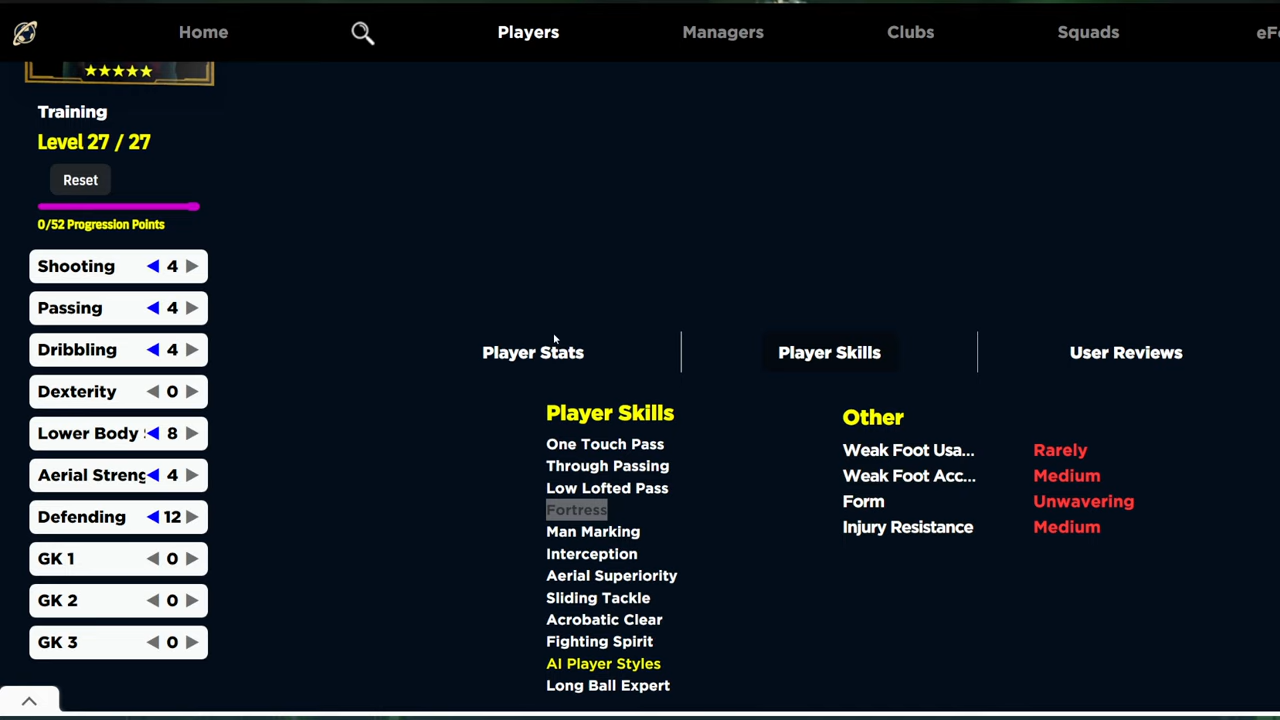 Home
Players
Managers
Clubs
Squads
eFo
★★★★★
Training
Level 27 / 27
Reset
0/52 Progression Points
Shooting 4
Passing 4
Dribbling 4
Dexterity 0
Lower Body 8
Aerial Streng 4
Defending 12
GK 1 0
GK 2 0
GK 3 0
Player Stats
Player Skills
User Reviews
Player Skills
One Touch Pass
Through Passing
Low Lofted Pass
Fortress
Man Marking
Interception
Aerial Superiority
Sliding Tackle
Acrobatic Clear
Fighting Spirit
AI Player Styles
Long Ball Expert
Other
Weak Foot Usa... Rarely
Weak Foot Acc... Medium
Form Unwavering
Injury Resistance Medium